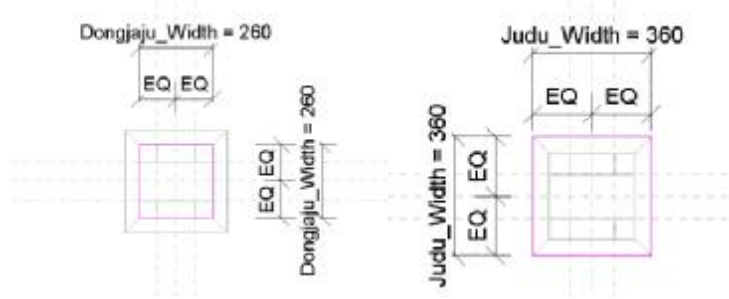 Dongjaju_Width = 260
EQ EQ
EQ
EQ
Dongjaju_Width = 260
Judu_Width = 360
EQ EQ
Judu_Width = 360
EQ
EQ